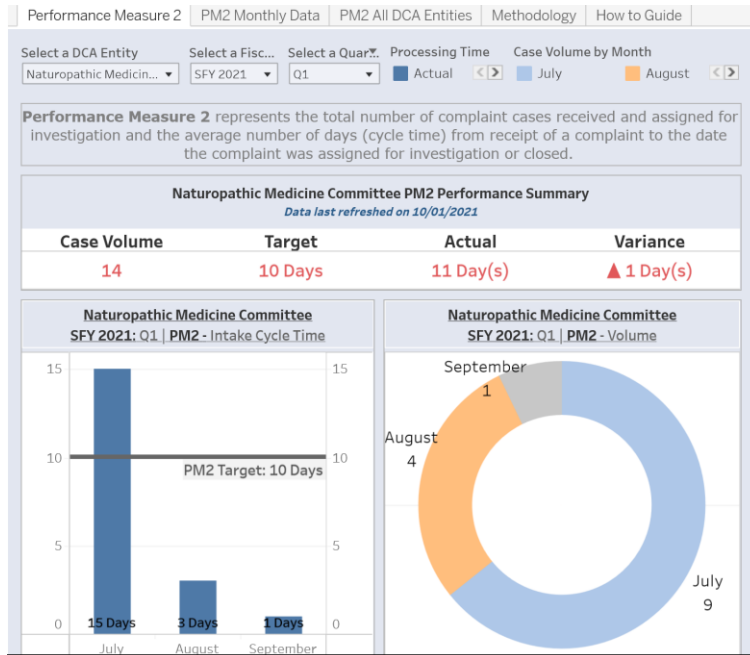 Performance Measure 2
PM2 Monthly Data
PM2 All DCA Entities
Methodology
How to Guide
Select a DCA Entity
Naturopathic Medicin...
Select a Fisc...
SFY 2021
Select a Quar...
Q1
Processing Time
Actual
Case Volume by Month
July
August
Performance Measure 2 represents the total number of complaint cases received and assigned for
investigation and the average number of days (cycle time) from receipt of a complaint to the date
the complaint was assigned for investigation or closed.
Naturopathic Medicine Committee PM2 Performance Summary
Data last refreshed on 10/01/2021
Case Volume Target Actual Variance
14 10 Days 11 Day(s) ▲ 1 Day(s)
Naturopathic Medicine Committee
SFY 2021: Q1 | PM2 - Intake Cycle Time
15
10
5
0
PM2 Target: 10 Days
15 Days
3 Days
1 Days
15
10
5
0
July
August
September
Naturopathic Medicine Committee
SFY 2021: Q1 | PM2 - Volume
September
1
August
4
July
9